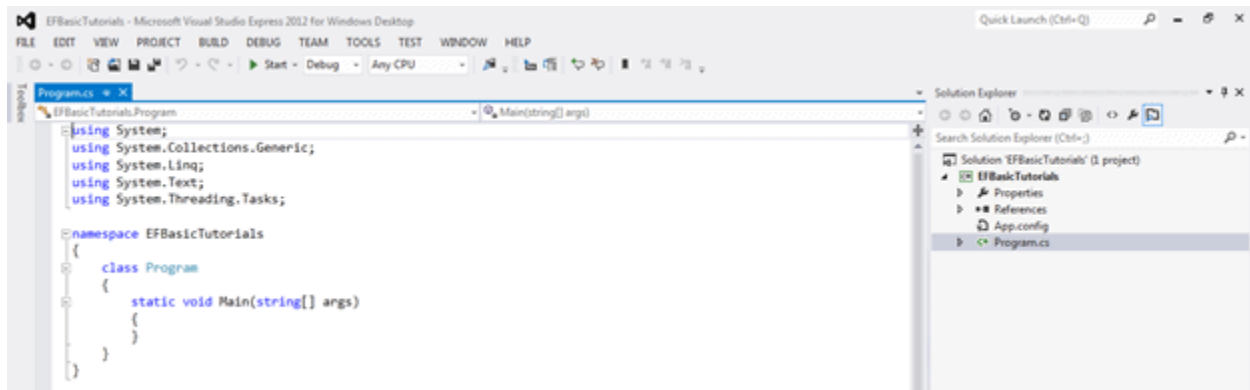 EFBasicTutorials - Microsoft Visual Studio Express 2012 for Windows Desktop
Quick Launch (Ctrl+Q)
FILE EDIT VIEW PROJECT BUILD DEBUG TEAM TOOLS TEST WINDOW HELP
Start Debug Any CPU
Toolbox
Program.cs
Solution Explorer
EFBasicTutorials.Program
Main(string[] args)
Search Solution Explorer (Ctrl+;)
using System;
using System.Collections.Generic;
using System.Linq;
using System.Text;
using System.Threading.Tasks;
namespace EFBasicTutorials
{
class Program
{
static void Main(string[] args)
{
}
}
}
Solution 'EFBasicTutorials' (1 project)
EFBasicTutorials
Properties
References
App.config
C# Program.cs